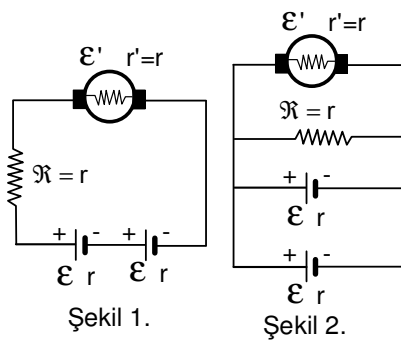 ε' r'=r
ℜ = r
+ - + -
ε r ε r
Şekil 1.
ε' r'=r
ℜ = r
+ -
ε r
+ -
ε r
Şekil 2.